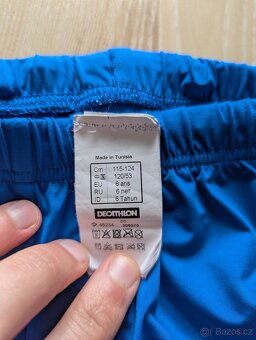 Made in Tunisia
Cm 115-124
120/53
EU 6 ans
RU 6 лет
ID 6 Tahun
DECATHLON
©bazos.cz